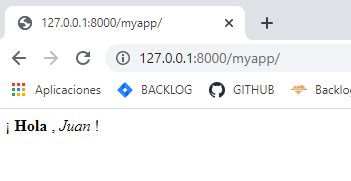 127.0.0.1:8000/myapp/
127.0.0.1:8000/myapp/
Aplicaciones BACKLOG GITHUB Backlog
¡ Hola , Juan !